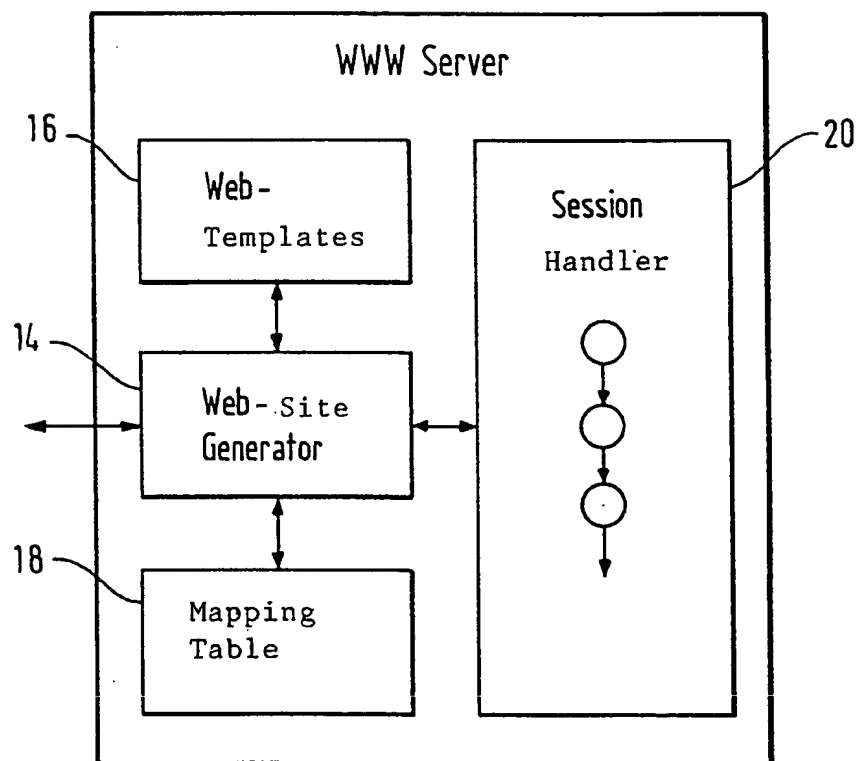 WWW Server
16
Web-
Templates
20
Session
Handler
14
Web- Site
Generator
18
Mapping
Table